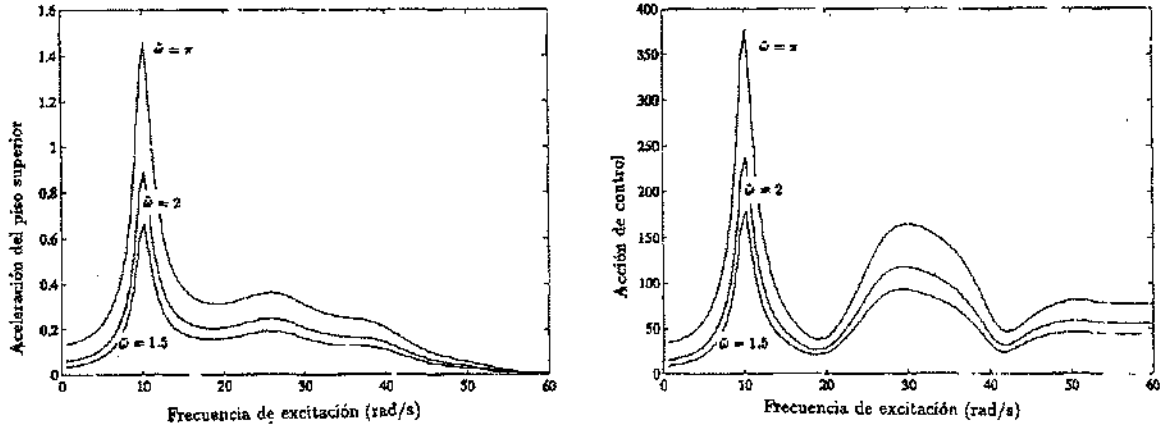 1.6
1.4
1.2
1
0.8
0.6
0.4
0.2
0
0 10 20 30 40 50 60
Aceleración del piso superior
Frecuencia de excitación (rad/s)
ω̃ = π
ω̃ = 2
ω̃ = 1.5
400
350
300
250
200
150
100
50
0
0 10 20 30 40 50 60
Acción de control
Frecuencia de excitación (rad/s)
ω̃ = π
ω̃ = 2
ω̃ = 1.5